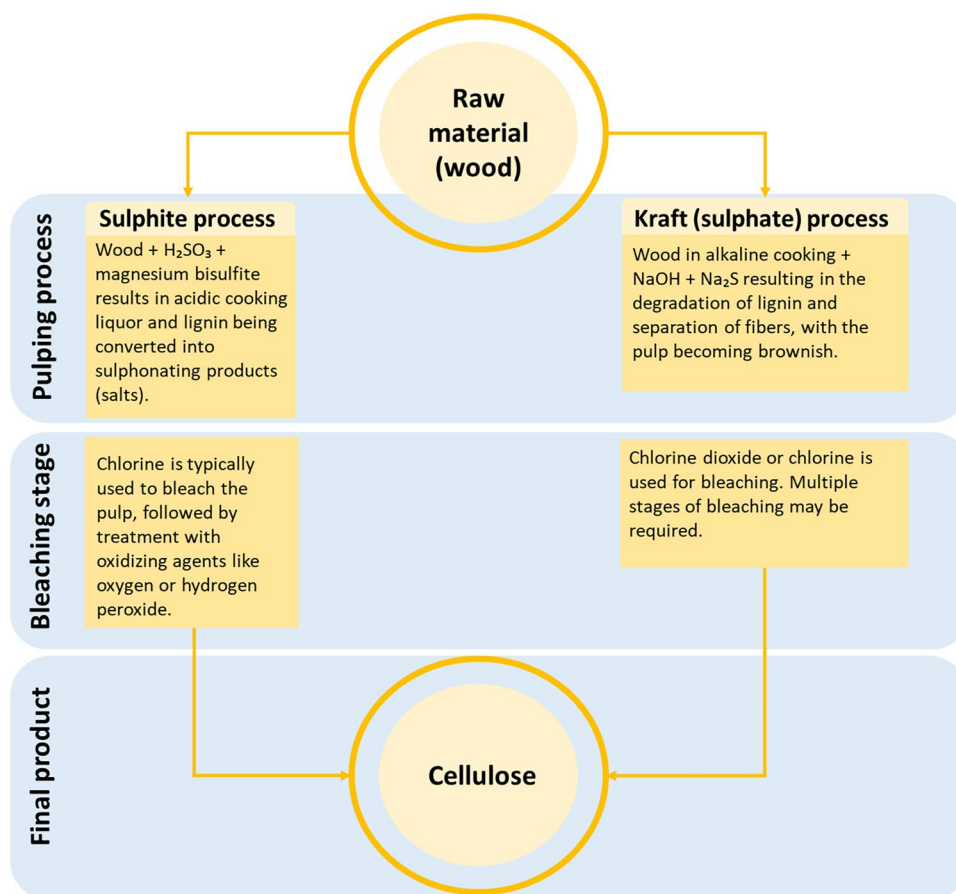 Raw
material
(wood)
Pulping process
Sulphite process
Wood + H₂SO₃ +
magnesium bisulfite
results in acidic cooking
liquor and lignin being
converted into
sulphonating products
(salts).
Kraft (sulphate) process
Wood in alkaline cooking +
NaOH + Na₂S resulting in the
degradation of lignin and
separation of fibers, with the
pulp becoming brownish.
Bleaching stage
Chlorine is typically
used to bleach the
pulp, followed by
treatment with
oxidizing agents like
oxygen or hydrogen
peroxide.
Chlorine dioxide or chlorine is
used for bleaching. Multiple
stages of bleaching may be
required.
Final product
Cellulose